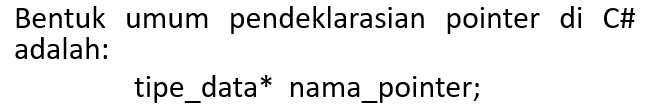 Bentuk umum pendeklarasian pointer di C#
adalah:
tipe_data* nama_pointer;